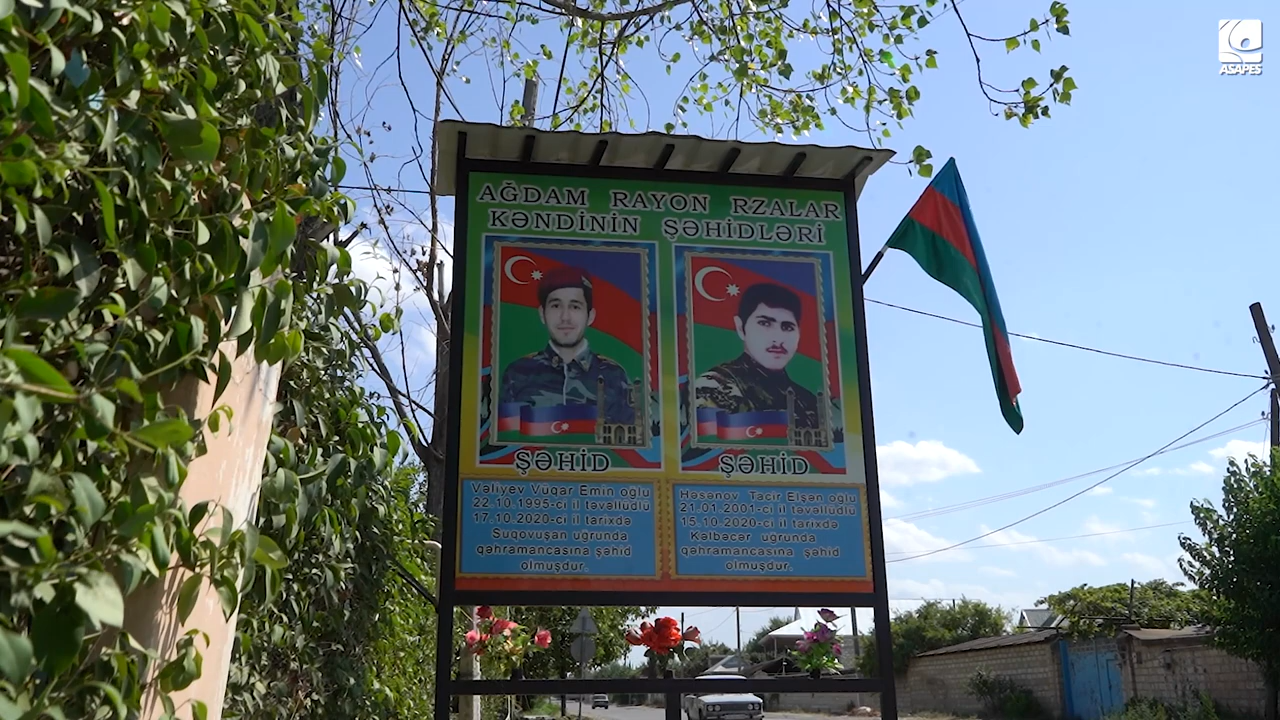 ASAPES
AĞDAM RAYON RZALAR
KƏNDİNİN ŞƏHİDLƏRİ
ŞƏHİD
Vəliyev Vüqar Emin oğlu
22.10.1995-ci il təvəllüdlü
17.10.2020-ci il tarixdə
Suqovuşan uğrunda
qəhramancasına şəhid
olmuşdur.
ŞƏHİD
Həsənov Tacir Elşən oğlu
21.01.2001-ci il təvəllüdlü
15.10.2020-ci il tarixdə
Kəlbəcər uğrunda
qəhramancasına şəhid
olmuşdur.